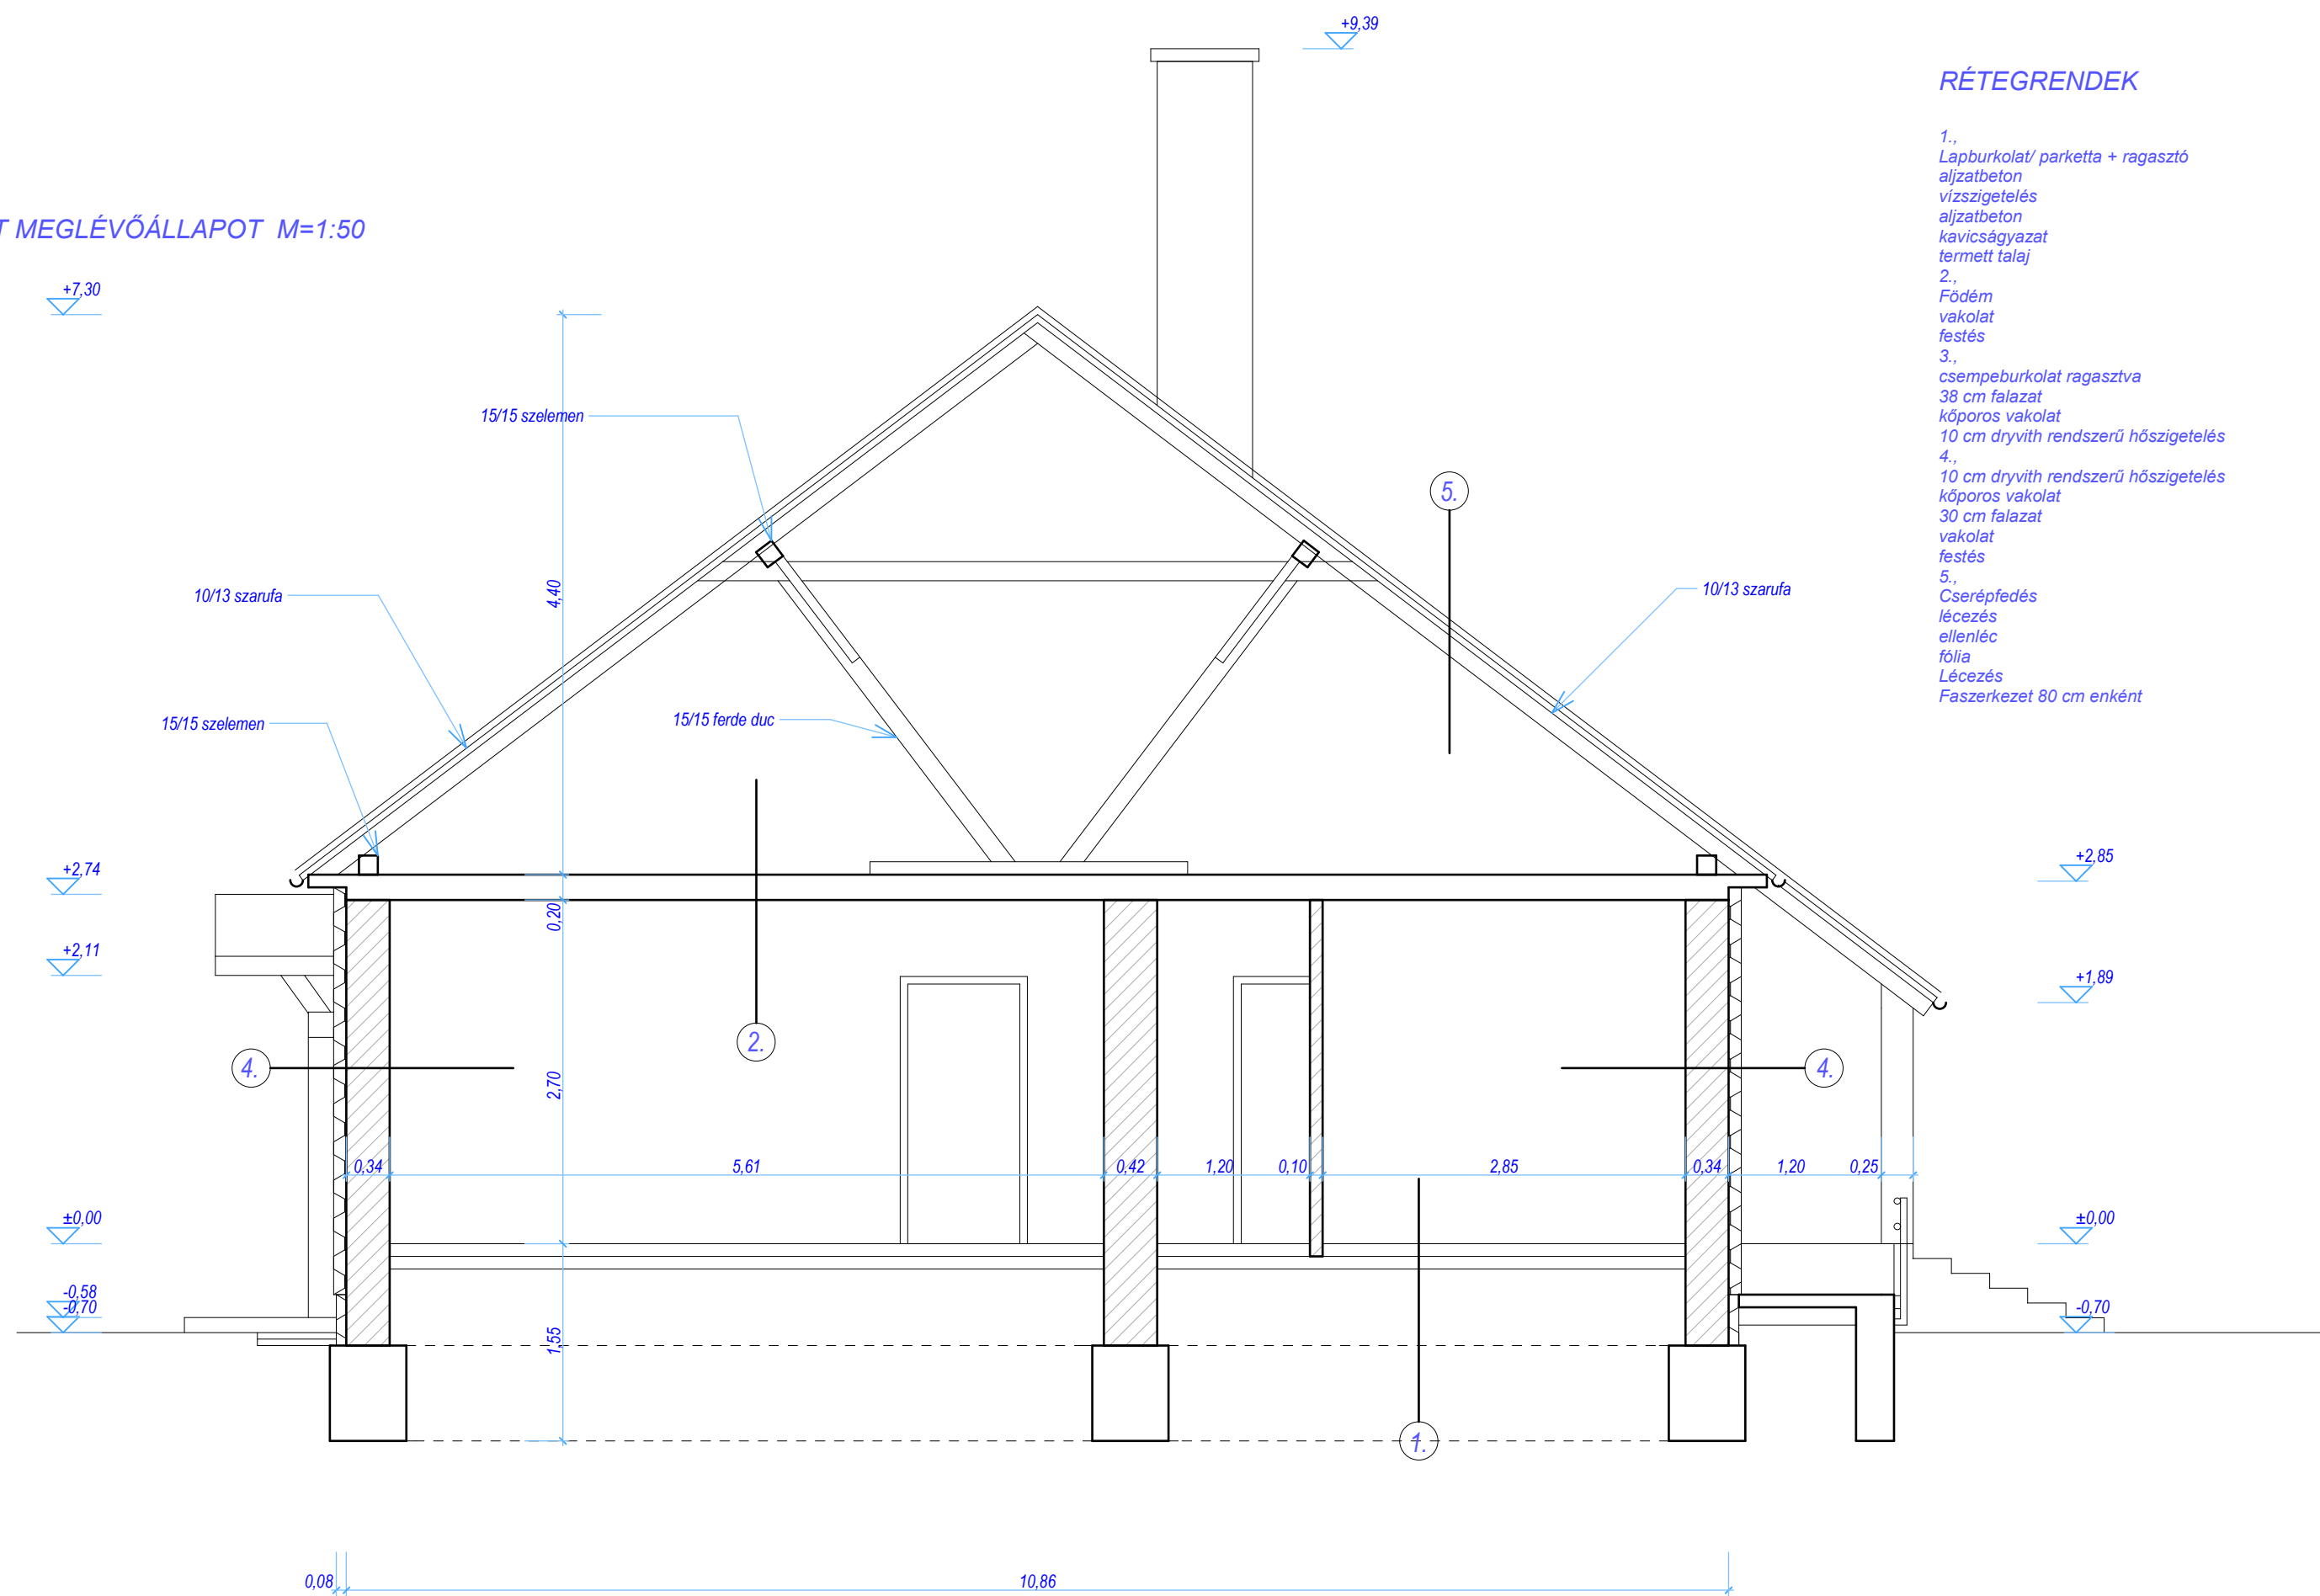 +9,39
RÉTEGRENDEK
1.,
Lapburkolat/ parketta + ragasztó
aljzatbeton
vízszigetelés
aljzatbeton
kavicságyazat
termett talaj
2.,
Födém
vakolat
festés
3.,
csempeburkolat ragasztva
38 cm falazat
kőporos vakolat
10 cm dryvith rendszerű hőszigetelés
4.,
10 cm dryvith rendszerű hőszigetelés
kőporos vakolat
30 cm falazat
vakolat
festés
5.,
Cserépfedés
lécezés
ellenléc
fólia
Lécezés
Faszerkezet 80 cm enként
T MEGLÉVŐÁLLAPOT M=1:50
+7,30
15/15 szelemen
5.
10/13 szarufa
4,40
10/13 szarufa
15/15 szelemen
15/15 ferde duc
+2,74
+2,85
0,20
+2,11
+1,89
2.
4.
4.
2,70
0,34
5,61
0,42
1,20
0,10
2,85
0,34
1,20
0,25
±0,00
±0,00
-0,58
-0,70
-0,70
1,55
1.
0,08
10,86